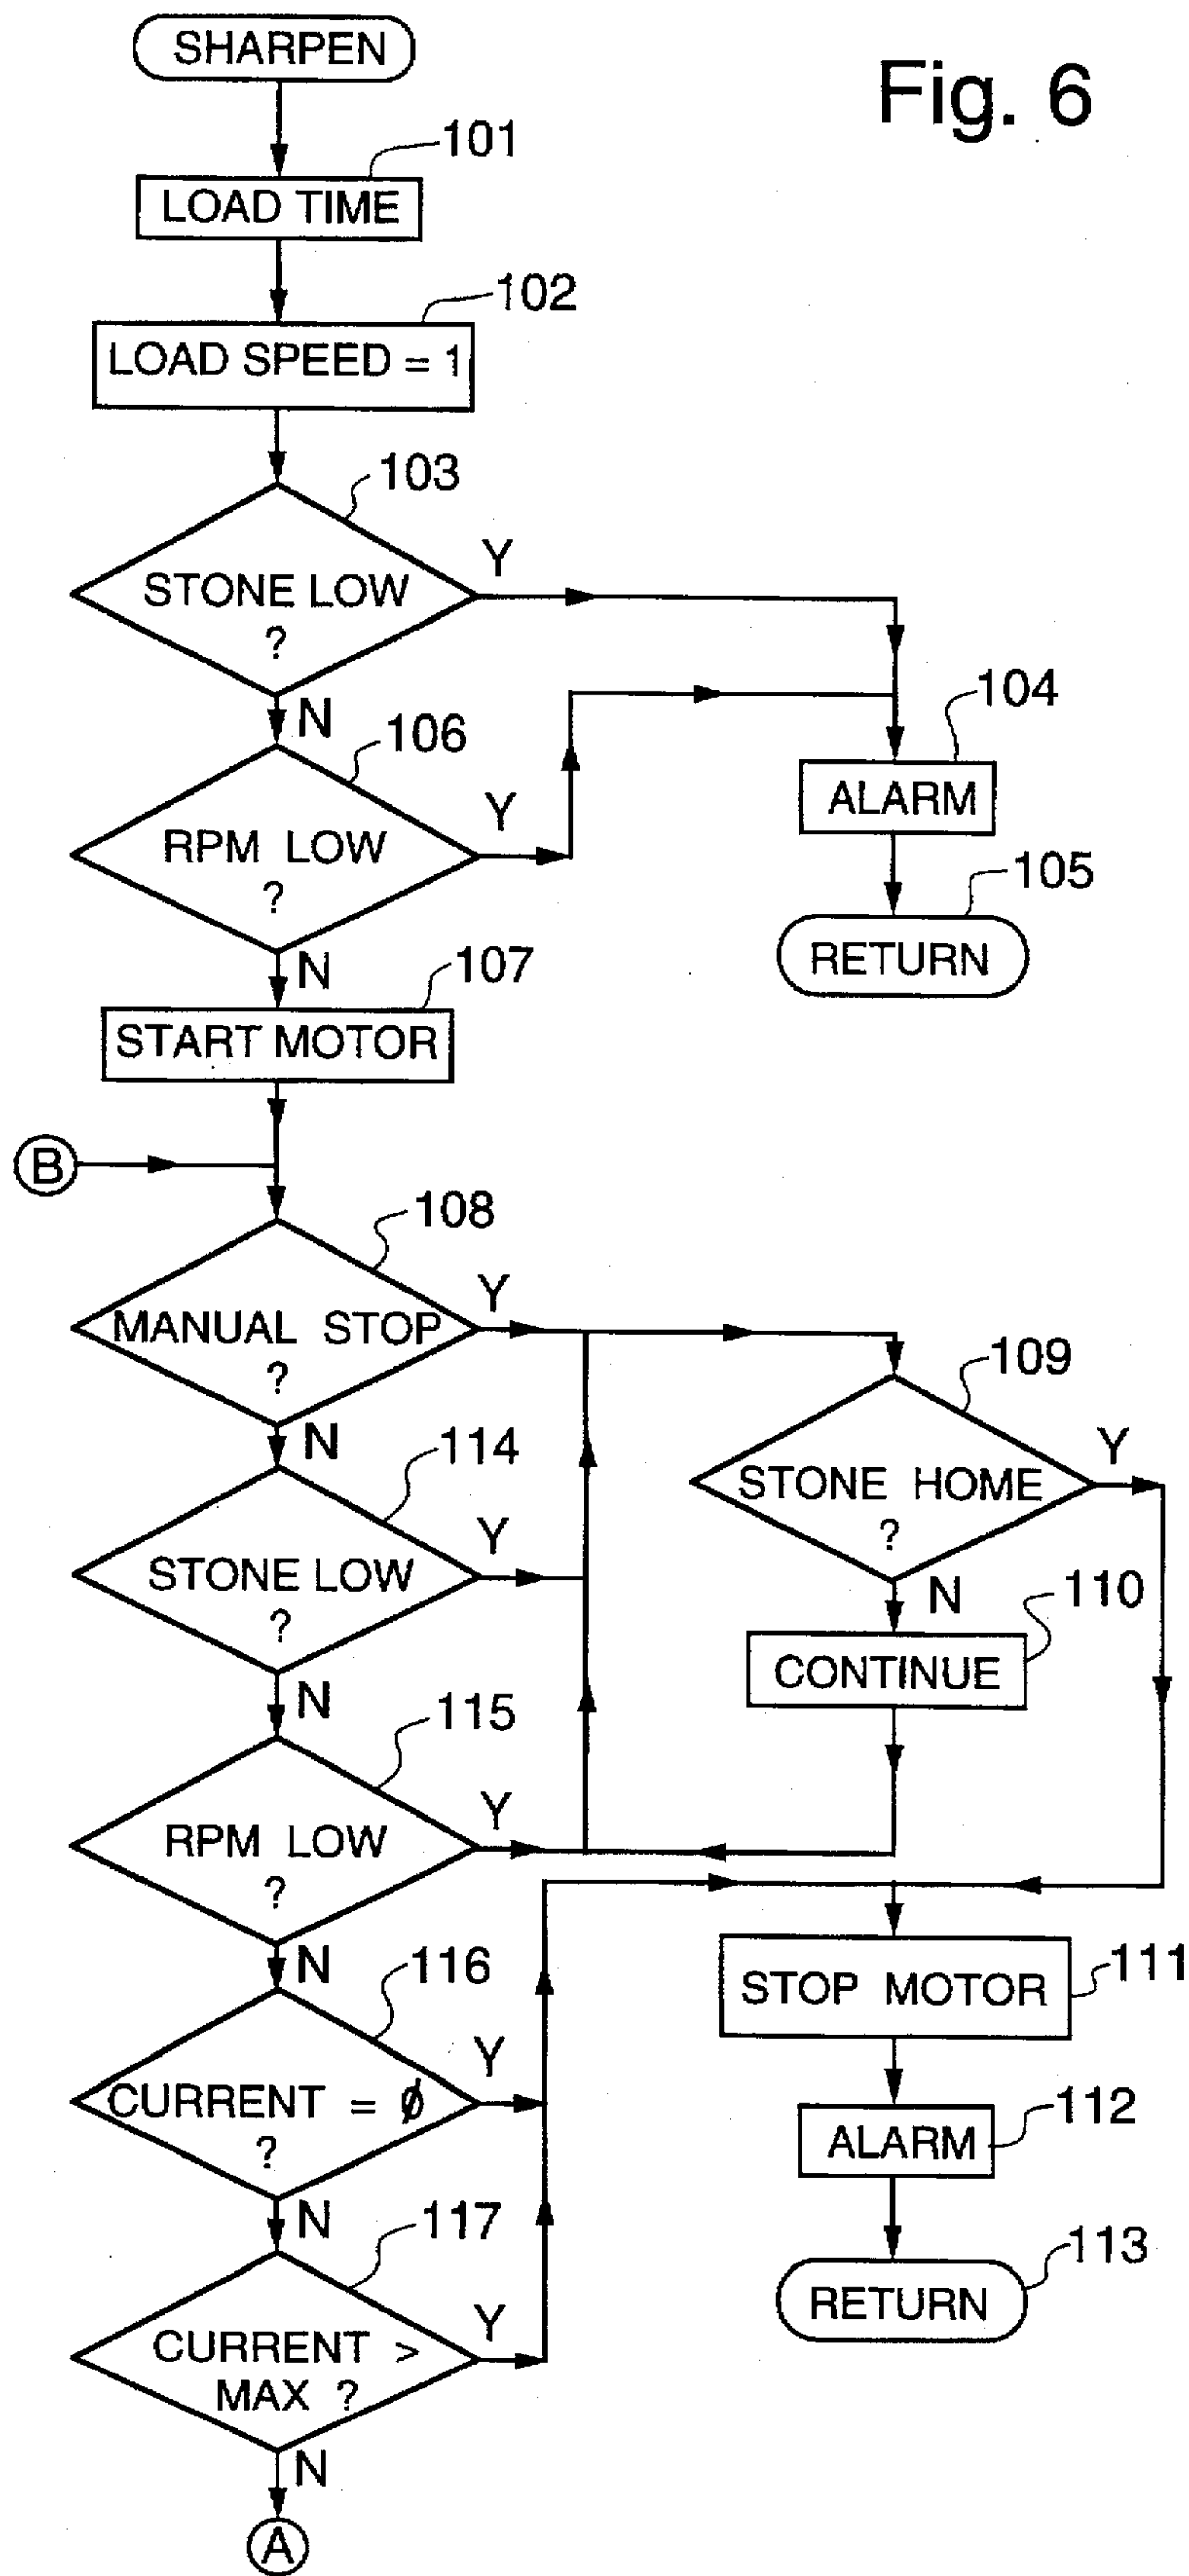 SHARPEN
Fig. 6
101
LOAD TIME
102
LOAD SPEED = 1
103
STONE LOW
?
Y
N
104
ALARM
105
RETURN
106
RPM LOW
?
Y
N
107
START MOTOR
B
108
MANUAL STOP
?
Y
N
109
STONE HOME
?
Y
N
110
CONTINUE
114
STONE LOW
?
Y
N
115
RPM LOW
?
Y
N
111
STOP MOTOR
112
ALARM
113
RETURN
116
CURRENT = Ø
?
Y
N
117
CURRENT >
MAX ?
Y
N
A